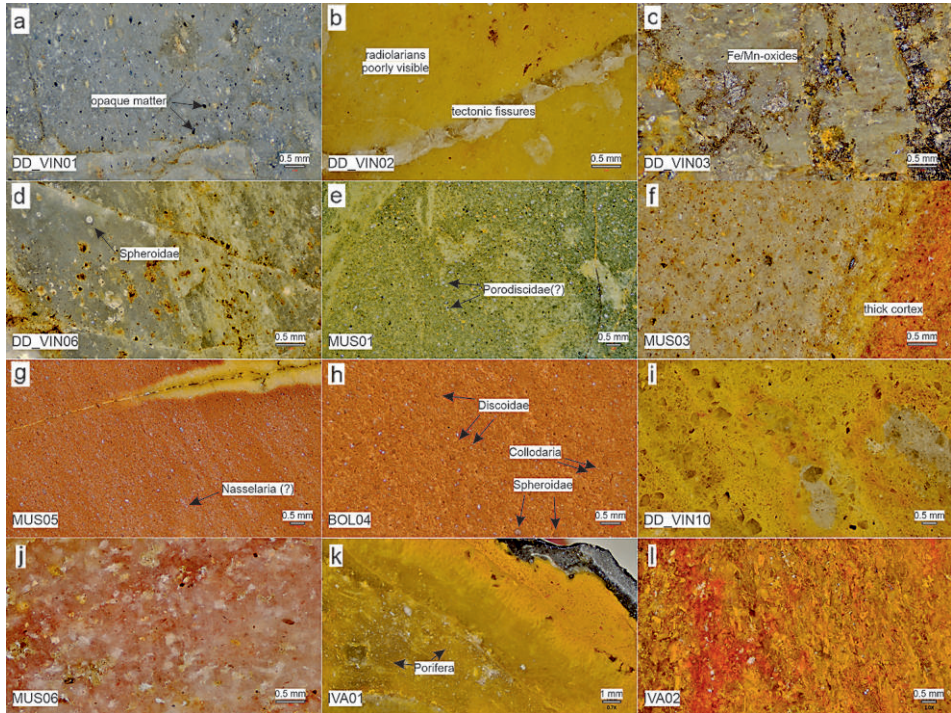 a
opaque matter
0.5 mm
DD_VIN01
b
radiolarians
poorly visible
tectonic fissures
0.5 mm
DD_VIN02
c
Fe/Mn-oxides
0.5 mm
DD_VIN03
d
Spheroidae
0.5 mm
DD_VIN06
e
Porodiscidae(?)
0.5 mm
MUS01
f
thick cortex
0.5 mm
MUS03
g
Nasselaria (?)
0.5 mm
MUS05
h
Discoidae
Collodaria
Spheroidae
0.5 mm
BOL04
i
0.5 mm
DD_VIN10
j
0.5 mm
MUS06
k
Porifera
1 mm
IVA01
l
0.5 mm
IVA02